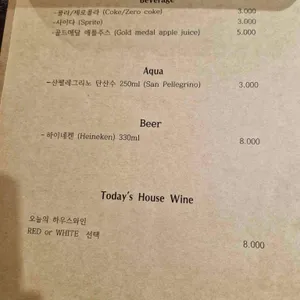 Beverage
-콜라/제로콜라 (Coke/Zero coke) 3.000
-사이다 (Sprite) 3.000
-골드메달 애플주스 (Gold medal apple juice) 5.000
Aqua
-산펠레그리노 탄산수 250ml (San Pellegrino) 3.000
Beer
-하이네켄 (Heineken) 330ml 8.000
Today's House Wine
오늘의 하우스와인
RED or WHITE 선택
8.000